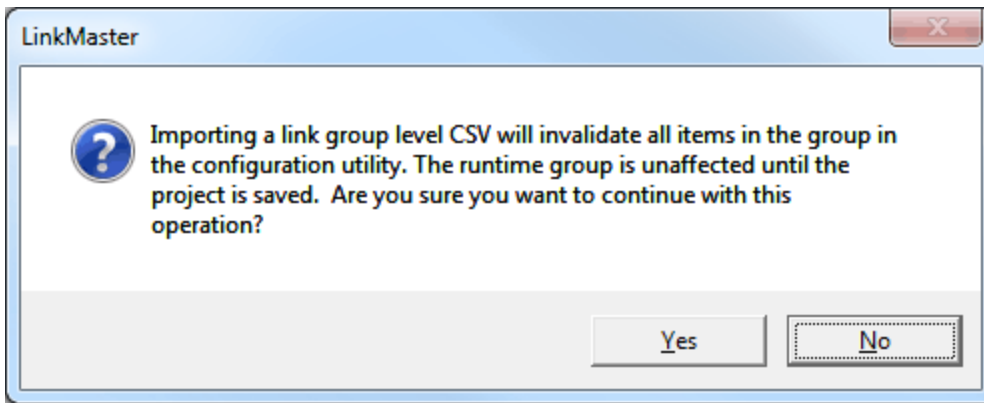 LinkMaster
Importing a link group level CSV will invalidate all items in the group in
the configuration utility. The runtime group is unaffected until the
project is saved.  Are you sure you want to continue with this
operation?
Yes
No